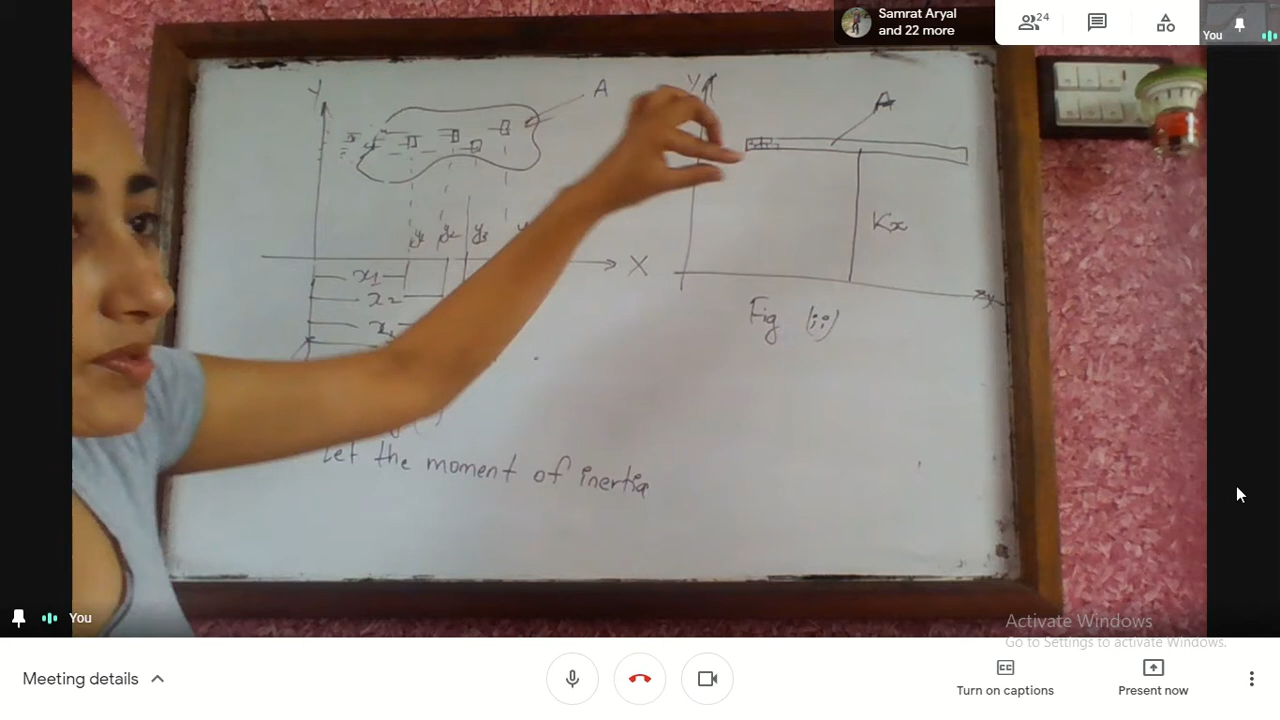 Samrat Aryal
and 22 more
24
You
Y
A
y
A
y2
y3
Kx
X
x1
x2
Fig (ii)
Let the moment of inertia
You
Activate Windows
Go to Settings to activate Windows.
Meeting details
Turn on captions
Present now